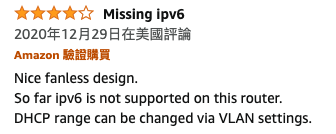 Missing ipv6
2020年12月29日在美國評論
Amazon 驗證購買
Nice fanless design.
So far ipv6 is not supported on this router.
DHCP range can be changed via VLAN settings.